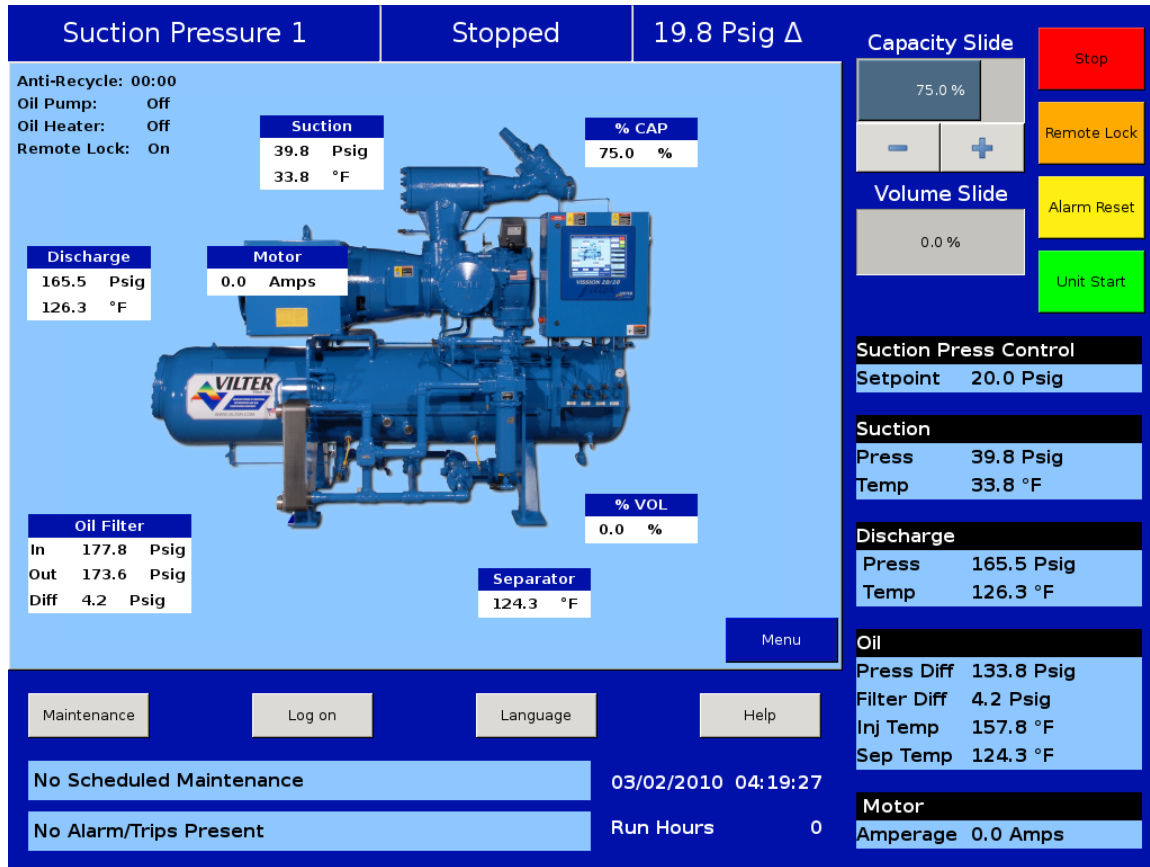 Suction Pressure 1
Stopped
19.8 Psig Δ
Anti-Recycle: 00:00
Oil Pump: Off
Oil Heater: Off
Remote Lock: On
Suction
39.8 Psig
33.8 °F
% CAP
75.0 %
Discharge
165.5 Psig
126.3 °F
Motor
0.0 Amps
VISSION 20/20
VILTER
WWW.VILTER.COM
% VOL
0.0 %
Oil Filter
In 177.8 Psig
Out 173.6 Psig
Diff 4.2 Psig
Separator
124.3 °F
Menu
Maintenance
Log on
Language
Help
No Scheduled Maintenance
03/02/2010 04:19:27
No Alarm/Trips Present
Run Hours 0
Capacity Slide
75.0 %
Volume Slide
0.0 %
Stop
Remote Lock
Alarm Reset
Unit Start
Suction Press Control
Setpoint 20.0 Psig
Suction
Press 39.8 Psig
Temp 33.8 °F
Discharge
Press 165.5 Psig
Temp 126.3 °F
Oil
Press Diff 133.8 Psig
Filter Diff 4.2 Psig
Inj Temp 157.8 °F
Sep Temp 124.3 °F
Motor
Amperage 0.0 Amps